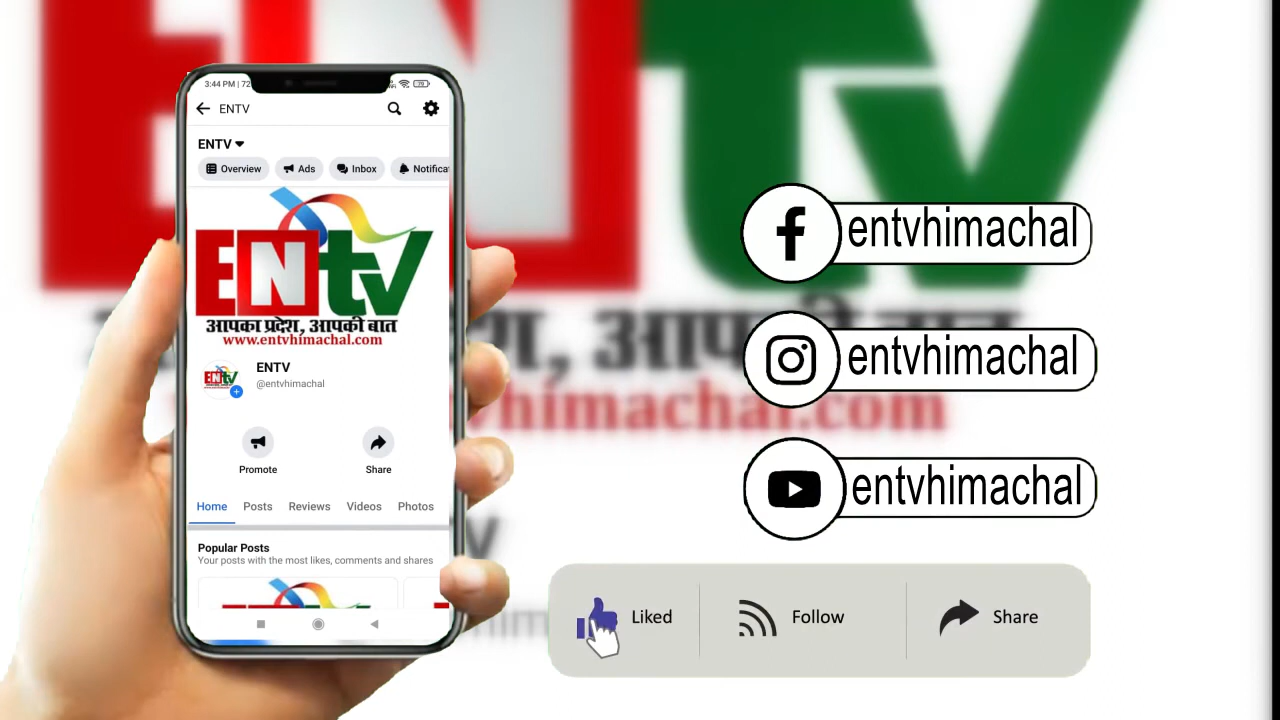 3:44 PM | 72
ENTV
ENTV
Overview
Ads
Inbox
Notificat
ENtv
आपका प्रदेश, आपकी बात
www.entvhimachal.com
ENTV
@entvhimachal
Promote
Share
Home
Posts
Reviews
Videos
Photos
Popular Posts
Your posts with the most likes, comments and shares
entvhimachal
entvhimachal
entvhimachal
Liked
Follow
Share